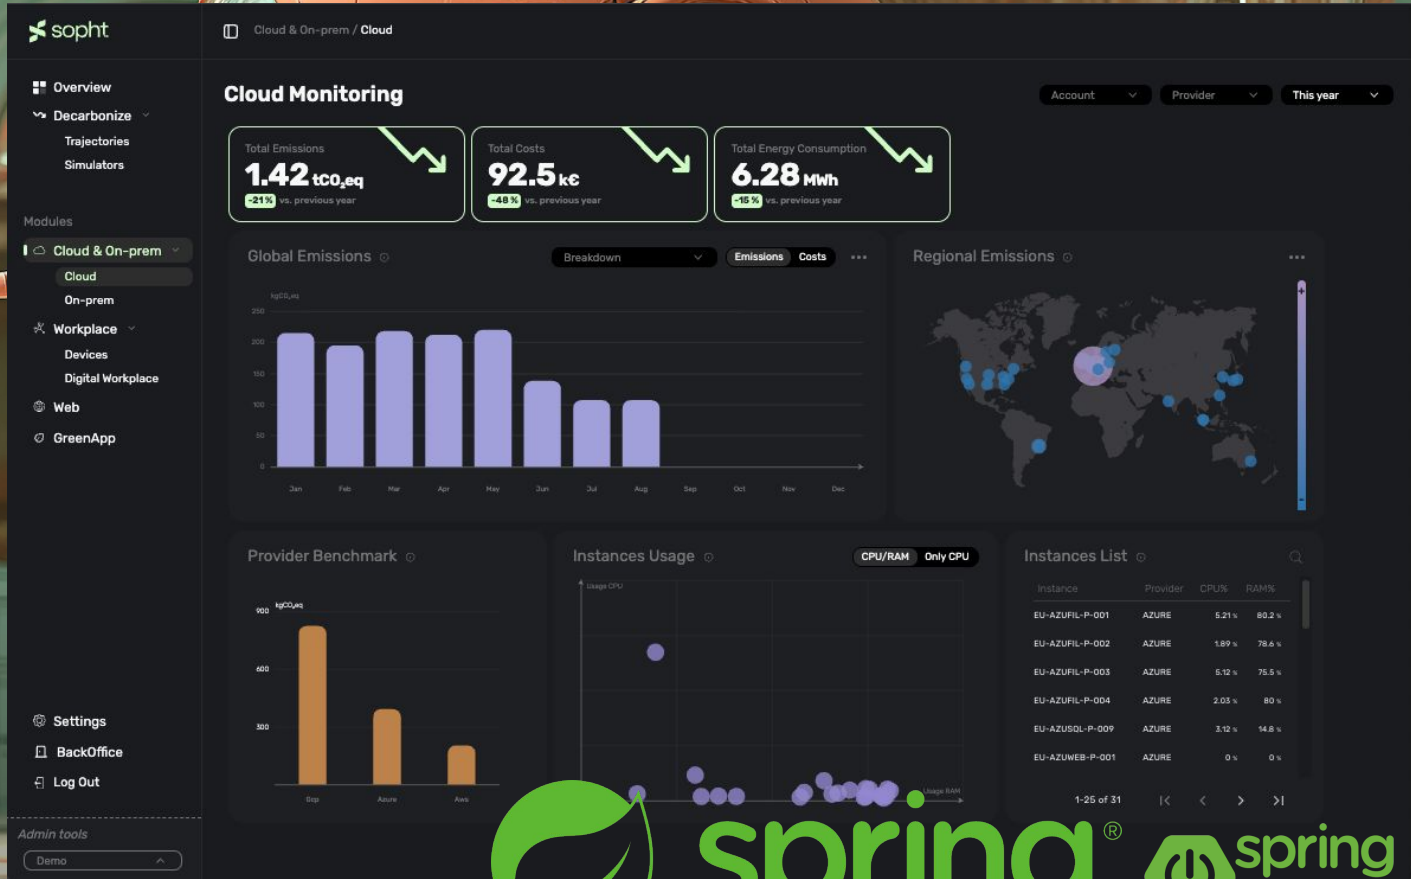 sopht
Cloud & On-prem / Cloud
Overview
Decarbonize
Trajectories
Simulators
Modules
Cloud & On-prem
Cloud
On-prem
Workplace
Devices
Digital Workplace
Web
GreenApp
Settings
BackOffice
Log Out
Admin tools
Demo
Cloud Monitoring
Account
Provider
This year
Total Emissions
1.42 tCO₂eq
-21 % vs. previous year
Total Costs
92.5 k€
-48 % vs. previous year
Total Energy Consumption
6.28 MWh
-15 % vs. previous year
Global Emissions
Breakdown
Emissions Costs
kgCO₂eq
250
200
150
100
50
0
Jan Feb Mar Apr May Jun Jul Aug Sep Oct Nov Dec
Regional Emissions
+
-
Provider Benchmark
kgCO₂eq
900
600
300
Gcp Azure Aws
Instances Usage
CPU/RAM Only CPU
Usage CPU
Usage RAM
Instances List
Instance Provider CPU% RAM%
EU-AZUFIL-P-001 AZURE 5.21 % 80.2 %
EU-AZUFIL-P-002 AZURE 1.89 % 78.6 %
EU-AZUFIL-P-003 AZURE 5.12 % 75.5 %
EU-AZUFIL-P-004 AZURE 2.03 % 80 %
EU-AZUSQL-P-009 AZURE 3.12 % 14.8 %
EU-AZUWEB-P-001 AZURE 0 % 0 %
1-25 of 31
spring®
spring